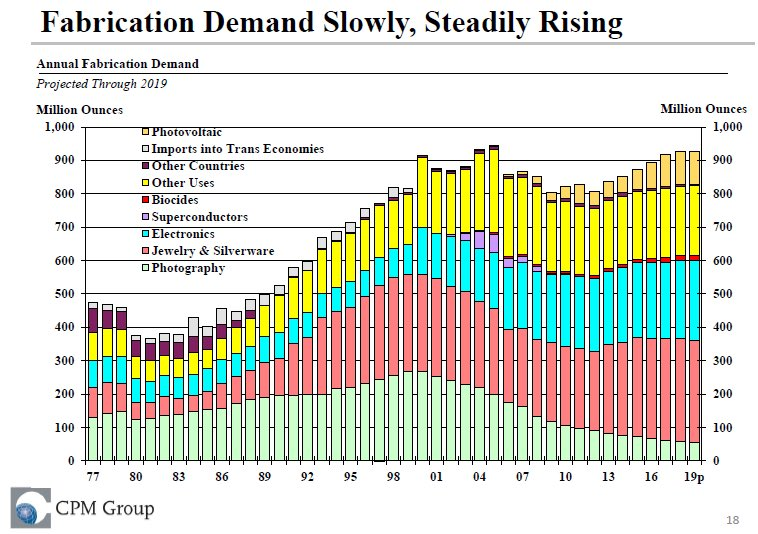 Fabrication Demand Slowly, Steadily Rising
Annual Fabrication Demand
Projected Through 2019
Million Ounces Million Ounces
1,000 1,000
Photovoltaic
Imports into Trans Economies
900 900
Other Countries
Other Uses
800 800
Biocides
Superconductors
700 700
Electronics
Jewelry & Silverware
600 600
Photography
500 500
400 400
300 300
200 200
100 100
0 0
77 80 83 86 89 92 95 98 01 04 07 10 13 16 19p
CPM Group
18